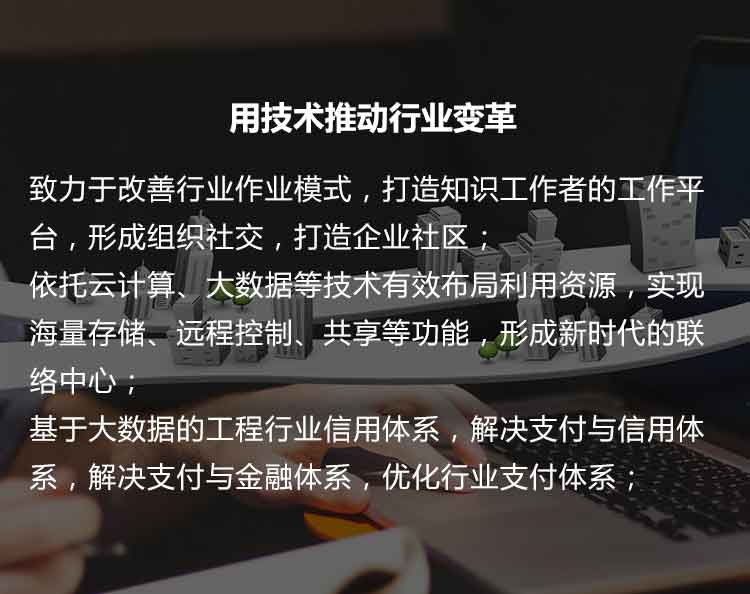 用技术推动行业变革
致力于改善行业作业模式，打造知识工作者的工作平
台，形成组织社交，打造企业社区；
依托云计算、大数据等技术有效布局利用资源，实现
海量存储、远程控制、共享等功能，形成新时代的联
络中心；
基于大数据的工程行业信用体系，解决支付与信用体
系，解决支付与金融体系，优化行业支付体系；